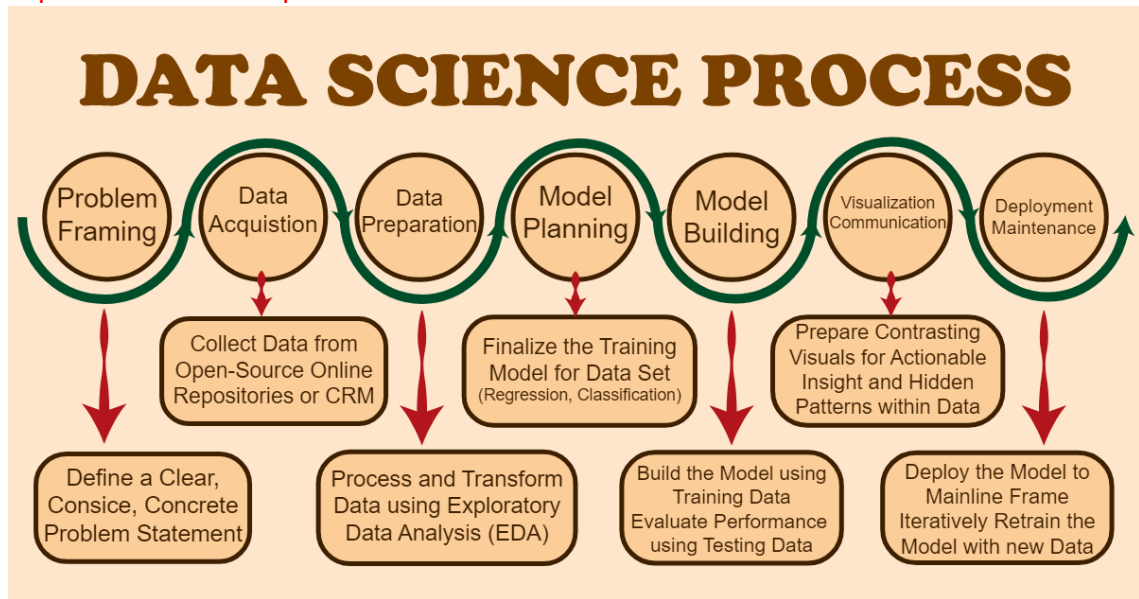 DATA SCIENCE PROCESS
Problem
Framing
Data
Acquistion
Data
Preparation
Model
Planning
Model
Building
Visualization
Communication
Deployment
Maintenance
Collect Data from
Open-Source Online
Repositories or CRM
Finalize the Training
Model for Data Set
(Regression, Classification)
Prepare Contrasting
Visuals for Actionable
Insight and Hidden
Patterns within Data
Define a Clear,
Consice, Concrete
Problem Statement
Process and Transform
Data using Exploratory
Data Analysis (EDA)
Build the Model using
Training Data
Evaluate Performance
using Testing Data
Deploy the Model to
Mainline Frame
Iteratively Retrain the
Model with new Data